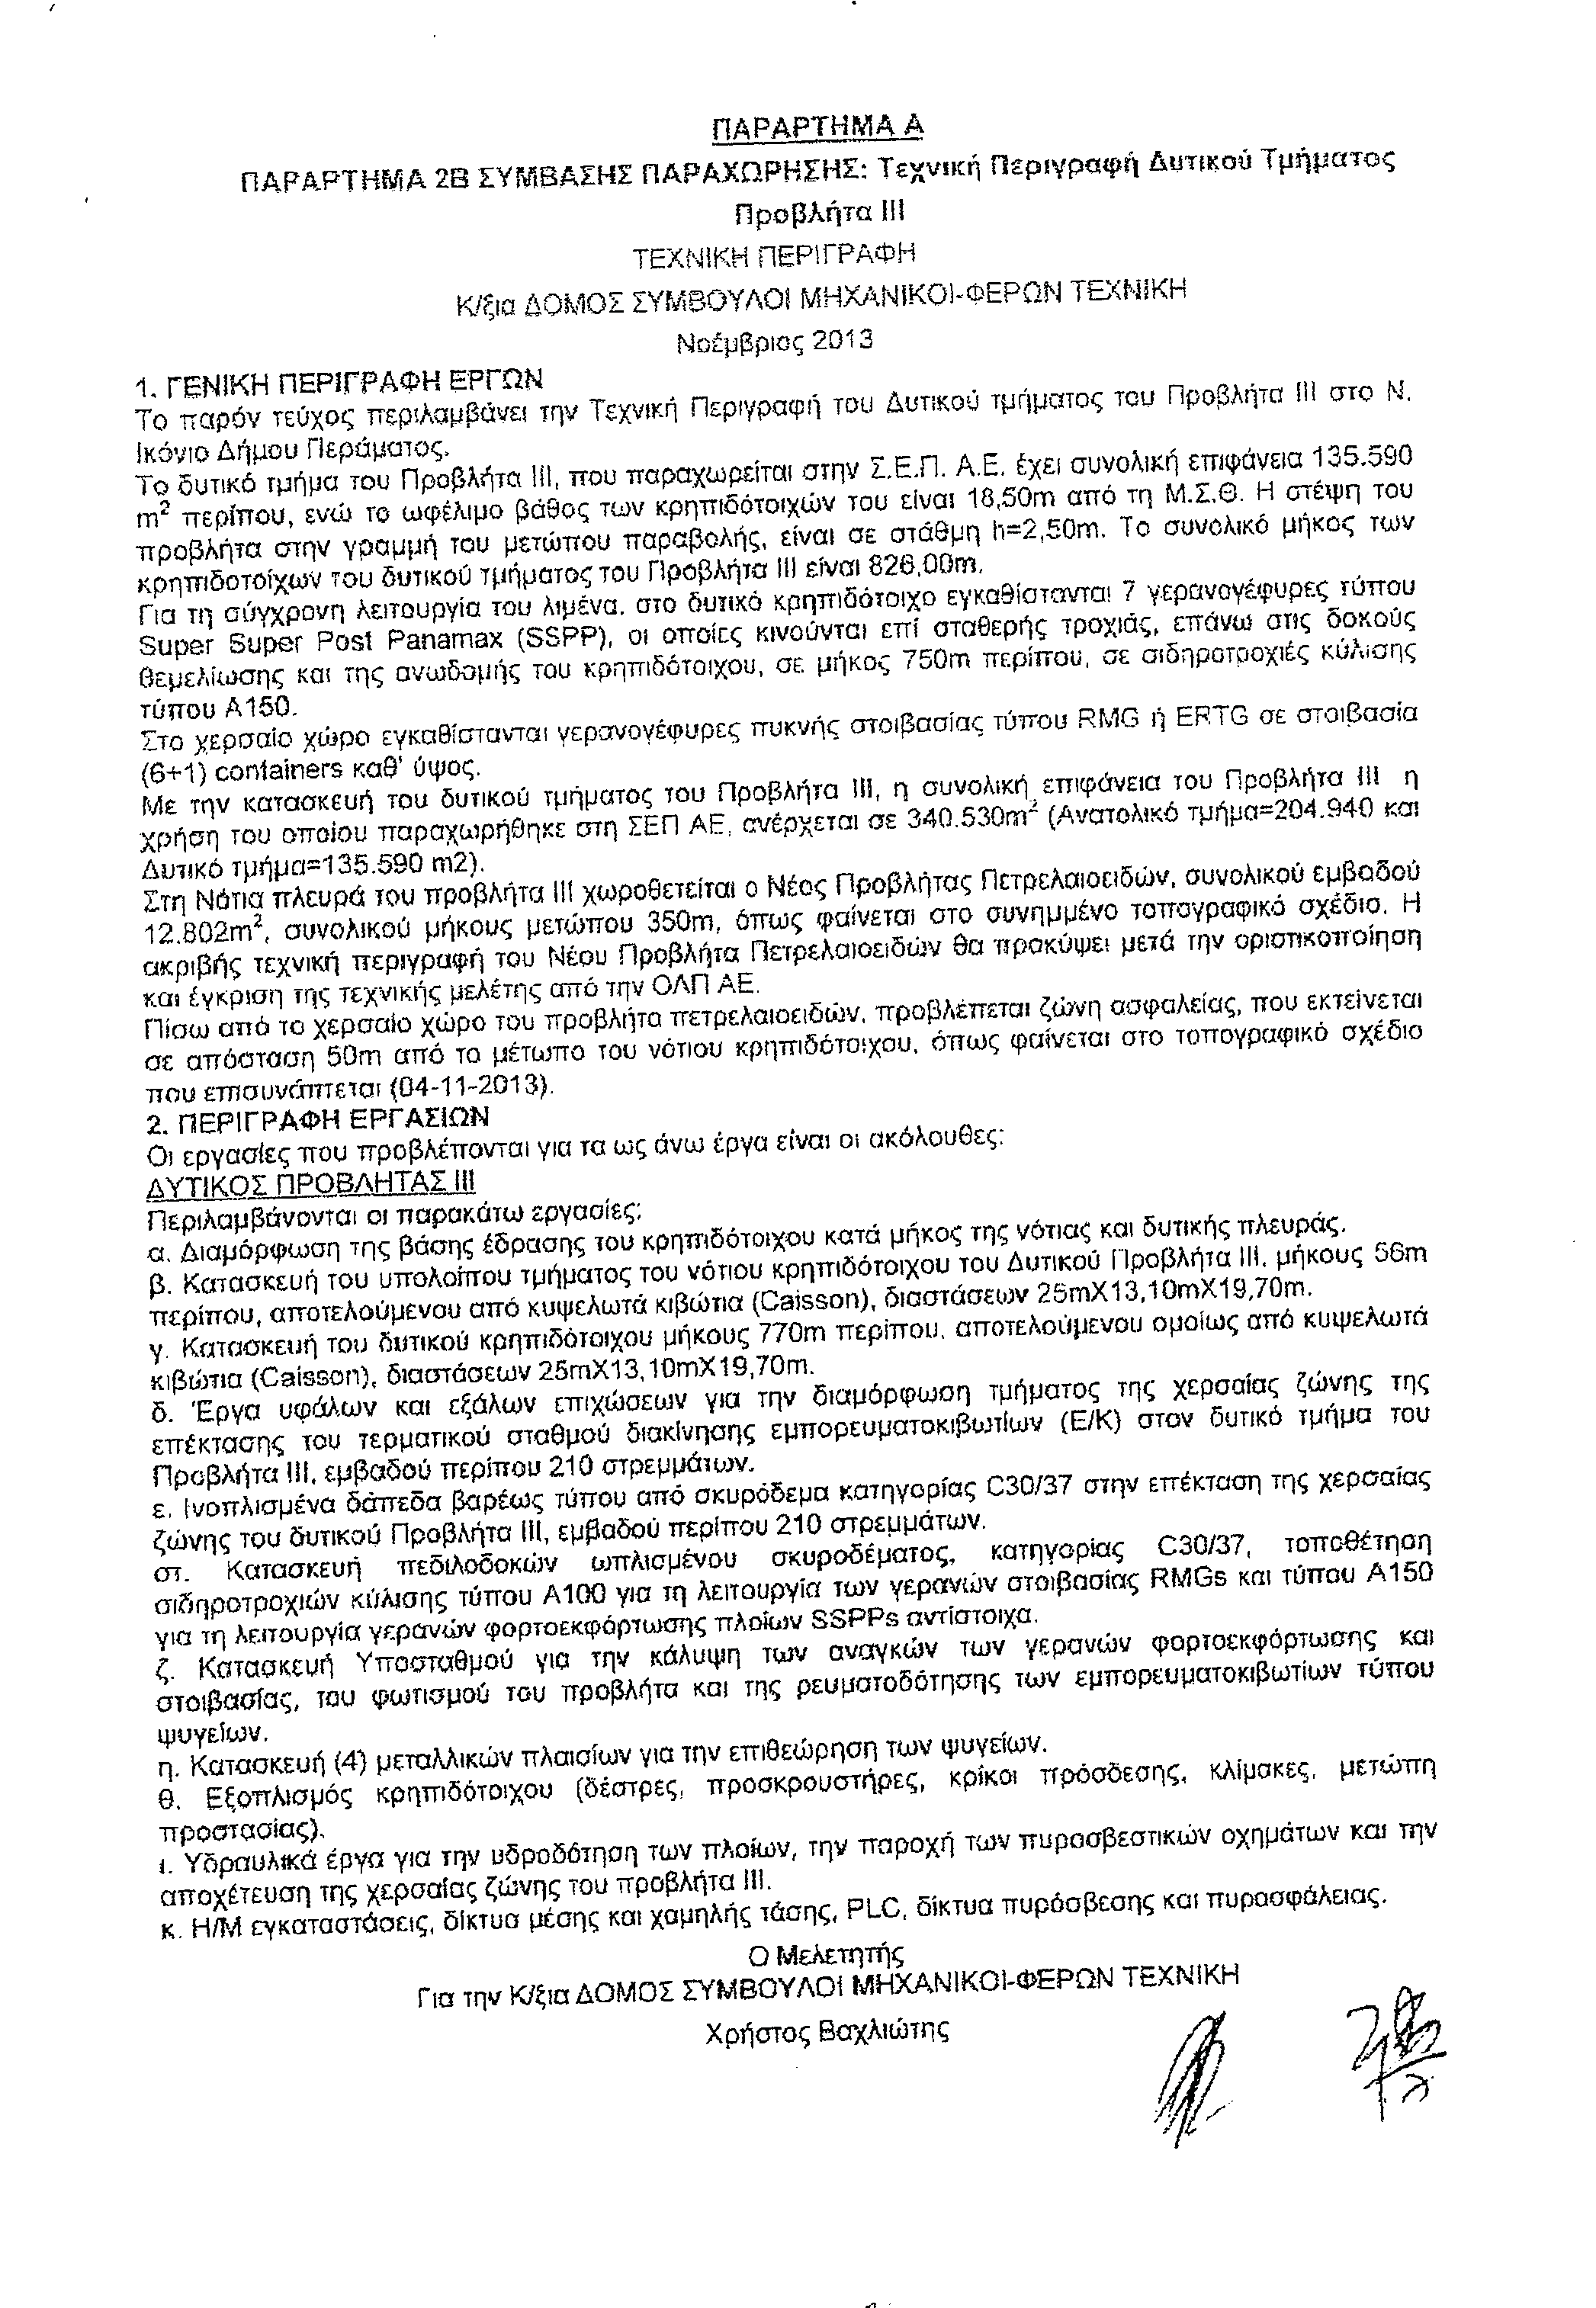 ΠΑΡΑΡΤΗΜΑ Α
ΠΑΡΑΡΤΗΜΑ 2Β ΣΥΜΒΑΣΗΣ ΠΑΡΑΧΩΡΗΣΗΣ: Τεχνική Περιγραφή Δυτικού Τμήματος
Προβλήτα ΙΙΙ
ΤΕΧΝΙΚΗ ΠΕΡΙΓΡΑΦΗ
Κ/ξια ΔΟΜΟΣ ΣΥΜΒΟΥΛΟΙ ΜΗΧΑΝΙΚΟΙ-ΦΕΡΩΝ ΤΕΧΝΙΚΗ
Νοέμβριος 2013
1. ΓΕΝΙΚΗ ΠΕΡΙΓΡΑΦΗ ΕΡΓΩΝ
Το παρόν τεύχος περιλαμβάνει την Τεχνική Περιγραφή του Δυτικού τμήματος του Προβλήτα ΙΙΙ στο Ν.
Ικόνιο Δήμου Περάματος.
Το δυτικό τμήμα του Προβλήτα ΙΙΙ, που παραχωρείται στην Σ.Ε.Π. Α.Ε. έχει συνολική επιφάνεια 135.590
m² περίπου, ενώ το ωφέλιμο βάθος των κρηπιδότοιχών του είναι 18,50m από τη Μ.Σ.Θ. Η στέψη του
προβλήτα στην γραμμή του μετώπου παραβολής, είναι σε στάθμη h=2,50m. Το συνολικό μήκος των
κρηπιδοτοίχων του δυτικού τμήματος του Προβλήτα ΙΙΙ είναι 826,00m.
Για τη σύγχρονη λειτουργία του λιμένα, στο δυτικό κρηπιδότοιχο εγκαθίστανται 7 γερανογέφυρες τύπου
Super Super Post Panamax (SSPP), οι οποίες κινούνται επί σταθερής τροχιάς, επάνω στις δοκούς
θεμελίωσης και της ανωδομής του κρηπιδότοιχου, σε μήκος 750m περίπου, σε σιδηροτροχιές κύλισης
τύπου Α150.
Στο χερσαίο χώρο εγκαθίστανται γερανογέφυρες πυκνής στοιβασίας τύπου RMG ή ERTG σε στοιβασία
(6+1) containers καθ' ύψος.
Με την κατασκευή του δυτικού τμήματος του Προβλήτα ΙΙΙ, η συνολική επιφάνεια του Προβλήτα ΙΙΙ η
χρήση του οποίου παραχωρήθηκε στη ΣΕΠ ΑΕ, ανέρχεται σε 340.530m² (Ανατολικό τμήμα=204.940 και
Δυτικό τμήμα=135.590 m2).
Στη Νότια πλευρά του προβλήτα ΙΙΙ χωροθετείται ο Νέος Προβλήτας Πετρελαιοειδών, συνολικού εμβαδού
12.802m², συνολικού μήκους μετώπου 350m, όπως φαίνεται στο συνημμένο τοπογραφικό σχέδιο. Η
ακριβής τεχνική περιγραφή του Νέου Προβλήτα Πετρελαιοειδών θα προκύψει μετά την οριστικοποίηση
και έγκριση της τεχνικής μελέτης από την ΟΛΠ ΑΕ.
Πίσω από το χερσαίο χώρο του προβλήτα πετρελαιοειδών, προβλέπεται ζώνη ασφαλείας, που εκτείνεται
σε απόσταση 50m από το μέτωπο του νότιου κρηπιδότοιχου, όπως φαίνεται στο τοπογραφικό σχέδιο
που επισυνάπτεται (04-11-2013).
2. ΠΕΡΙΓΡΑΦΗ ΕΡΓΑΣΙΩΝ
Οι εργασίες που προβλέπονται για τα ως άνω έργα είναι οι ακόλουθες:
ΔΥΤΙΚΟΣ ΠΡΟΒΛΗΤΑΣ ΙΙΙ
Περιλαμβάνονται οι παρακάτω εργασίες:
α. Διαμόρφωση της βάσης έδρασης του κρηπιδότοιχου κατά μήκος της νότιας και δυτικής πλευράς.
β. Κατασκευή του υπολοίπου τμήματος του νότιου κρηπιδότοιχου του Δυτικού Προβλήτα ΙΙΙ, μήκους 56m
περίπου, αποτελούμενου από κυψελωτά κιβώτια (Caisson), διαστάσεων 25mX13,10mX19,70m.
γ. Κατασκευή του δυτικού κρηπιδότοιχου μήκους 770m περίπου, αποτελούμενου ομοίως από κυψελωτά
κιβώτια (Caisson), διαστάσεων 25mX13,10mX19,70m.
δ. Έργα υφάλων και εξάλων επιχώσεων για την διαμόρφωση τμήματος της χερσαίας ζώνης της
επέκτασης του τερματικού σταθμού διακίνησης εμπορευματοκιβωτίων (Ε/Κ) στον δυτικό τμήμα του
Προβλήτα ΙΙΙ, εμβαδού περίπου 210 στρεμμάτων.
ε. Ινοπλισμένα δάπεδα βαρέως τύπου από σκυρόδεμα κατηγορίας C30/37 στην επέκταση της χερσαίας
ζώνης του δυτικού Προβλήτα ΙΙΙ, εμβαδού περίπου 210 στρεμμάτων.
στ. Κατασκευή πεδιλοδοκών ωπλισμένου σκυροδέματος, κατηγορίας C30/37, τοποθέτηση
σιδηροτροχιών κύλισης τύπου Α100 για τη λειτουργία των γερανών στοιβασίας RMGs και τύπου Α150
για τη λειτουργία γερανών φορτοεκφόρτωσης πλοίων SSPPs αντίστοιχα.
ζ. Κατασκευή Υποσταθμού για την κάλυψη των αναγκών των γερανών φορτοεκφόρτωσης και
στοιβασίας, του φωτισμού του προβλήτα και της ρευματοδότησης των εμπορευματοκιβωτίων τύπου
ψυγείων.
η. Κατασκευή (4) μεταλλικών πλαισίων για την επιθεώρηση των ψυγείων.
θ. Εξοπλισμός κρηπιδότοιχου (δέστρες, προσκρουστήρες, κρίκοι πρόσδεσης, κλίμακες, μετώπη
προστασίας).
ι. Υδραυλικά έργα για την υδροδότηση των πλοίων, την παροχή των πυροσβεστικών οχημάτων και την
αποχέτευση της χερσαίας ζώνης του προβλήτα ΙΙΙ.
κ. Η/Μ εγκαταστάσεις, δίκτυα μέσης και χαμηλής τάσης, PLC, δίκτυα πυρόσβεσης και πυρασφάλειας.
Ο Μελετητής
Για την Κ/ξια ΔΟΜΟΣ ΣΥΜΒΟΥΛΟΙ ΜΗΧΑΝΙΚΟΙ-ΦΕΡΩΝ ΤΕΧΝΙΚΗ
Χρήστος Βαχλιώτης